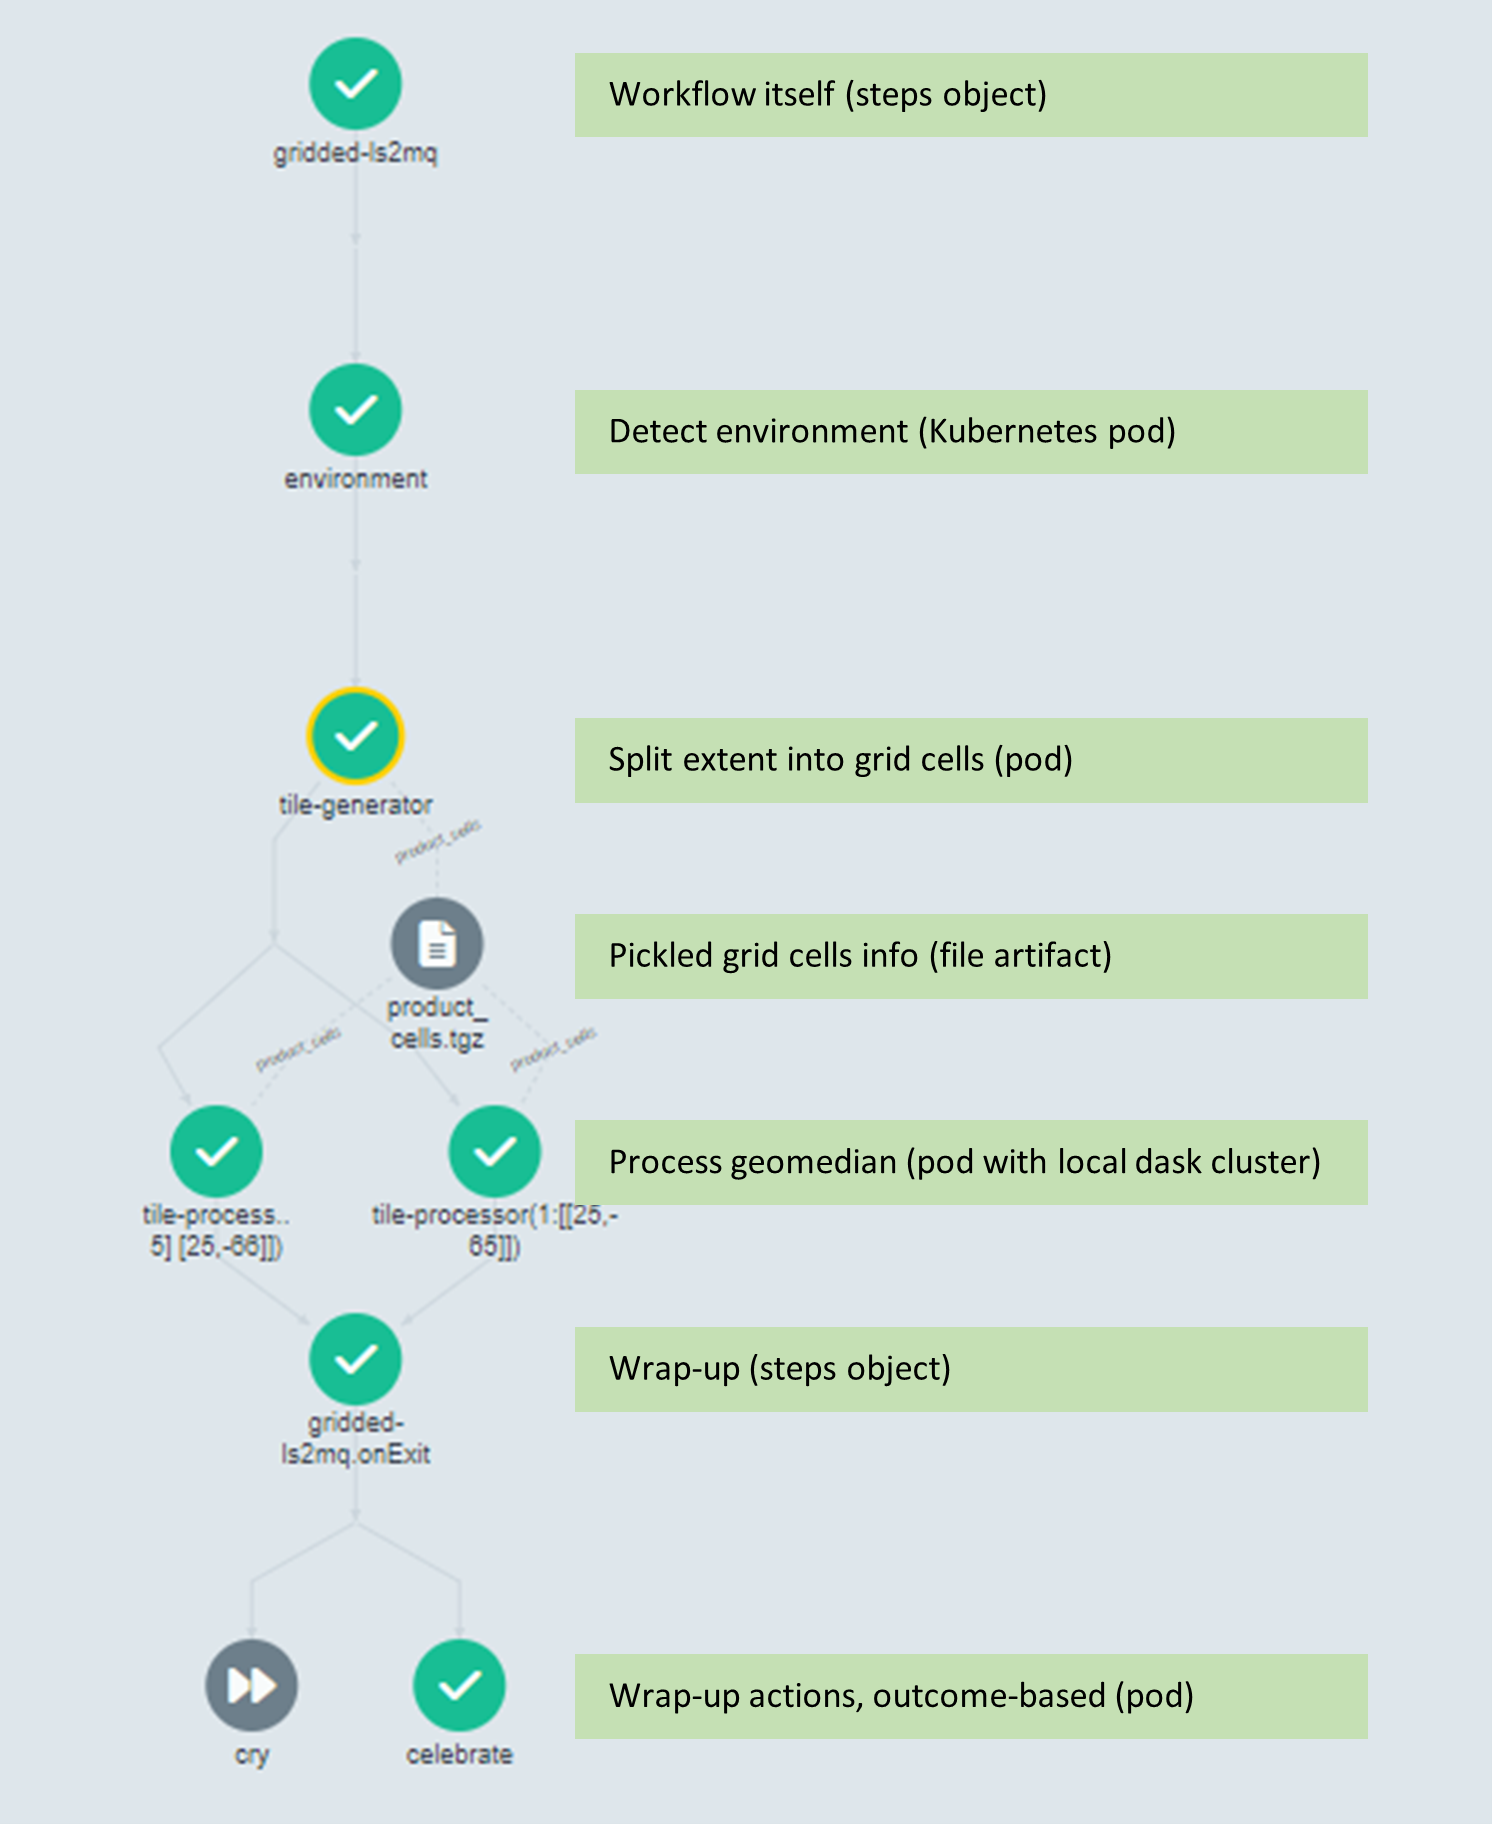 Workflow itself (steps object)
gridded-ls2mq
Detect environment (Kubernetes pod)
environment
Split extent into grid cells (pod)
tile-generator
product_cells
Pickled grid cells info (file artifact)
product_
cells.tgz
product_cells
product_cells
Process geomedian (pod with local dask cluster)
tile-process..
5] [25,-66]])
tile-processor(1:[[25,-
65]])
Wrap-up (steps object)
gridded-
ls2mq.onExit
Wrap-up actions, outcome-based (pod)
cry
celebrate